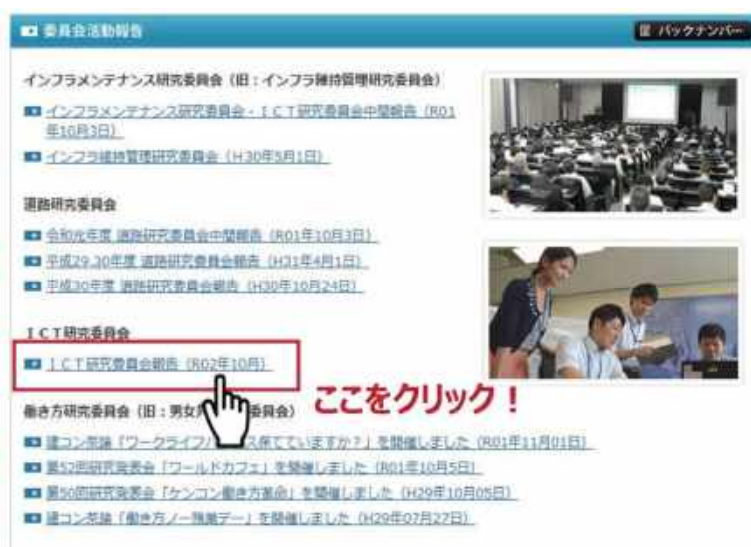 委員会活動報告
バックナンバー
インフラメンテナンス研究委員会（旧：インフラ維持管理研究委員会）
インフラメンテナンス研究委員会・ＩＣＴ研究委員会中間報告（R01
年10月3日）
インフラ維持管理研究委員会（H30年5月1日）
道路研究委員会
令和元年度 道路研究委員会中間報告（R01年10月3日）
平成29,30年度 道路研究委員会報告（H31年4月1日）
平成30年度 道路研究委員会報告（H30年10月24日）
ＩＣＴ研究委員会
ＩＣＴ研究委員会報告（R02年10月）
ここをクリック！
働き方研究委員会（旧：男女 委員会）
建コン茶論「ワークライフバ ス保てていますか？」を開催しました（R01年11月01日）
第52回研究発表会「ワールドカフェ」を開催しました（R01年10月5日）
第50回研究発表会「ケンコン働き方革命」を開催しました（H29年10月05日）
建コン茶論「働き方ノー残業デー」を開催しました（H29年07月27日）